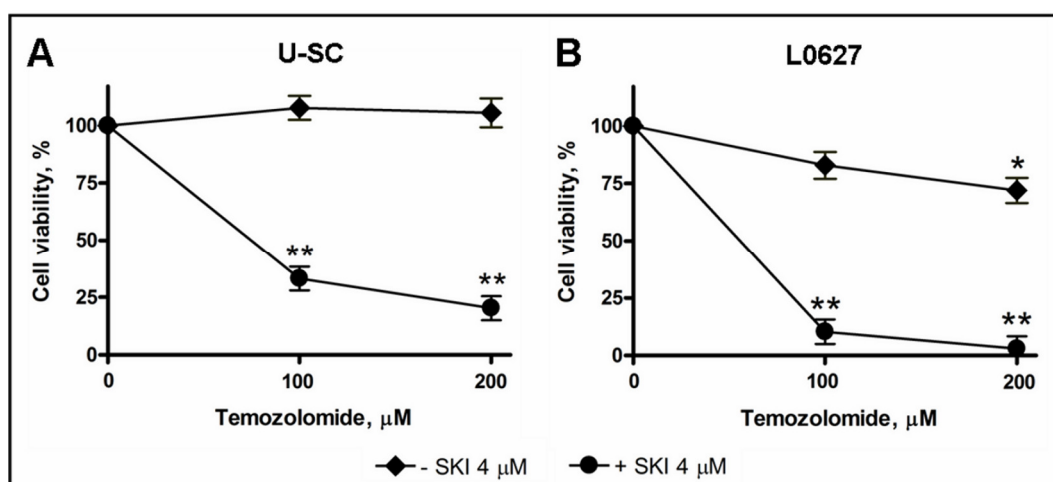 A
U-SC
Cell viability, %
100
75
50
25
0
**
**
0
100
200
Temozolomide, μM
B
L0627
Cell viability, %
100
75
50
25
0
*
**
**
0
100
200
Temozolomide, μM
- SKI 4 μM
+ SKI 4 μM